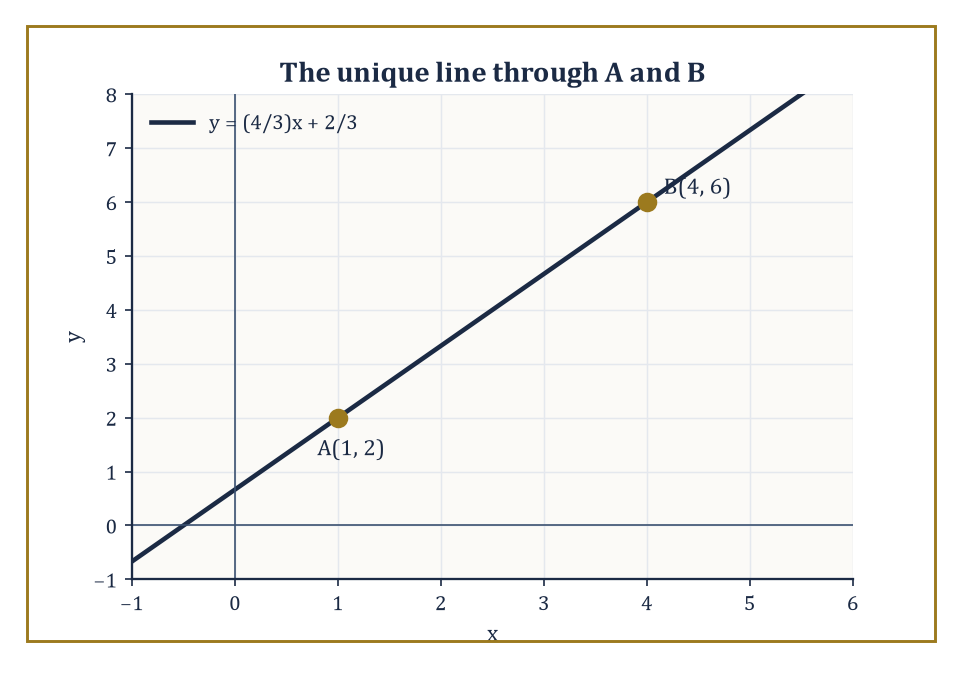 The unique line through A and B
8
y = (4/3)x + 2/3
7
B(4, 6)
6
5
4
y
3
2
A(1, 2)
1
0
−1
−1 0 1 2 3 4 5 6
x